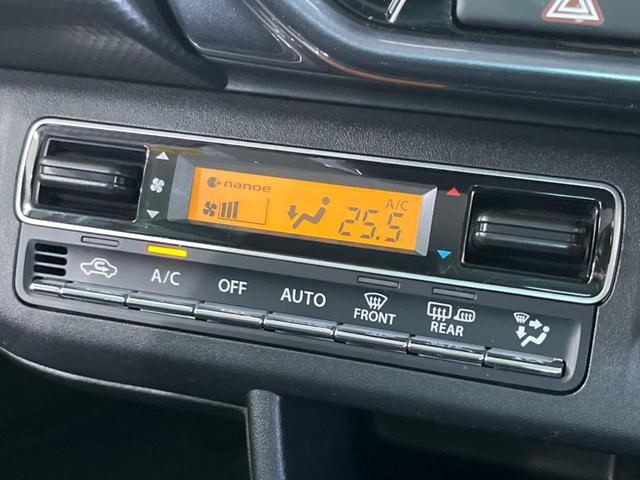 nanoe
A/C
25.5
A/C
OFF
AUTO
FRONT
REAR